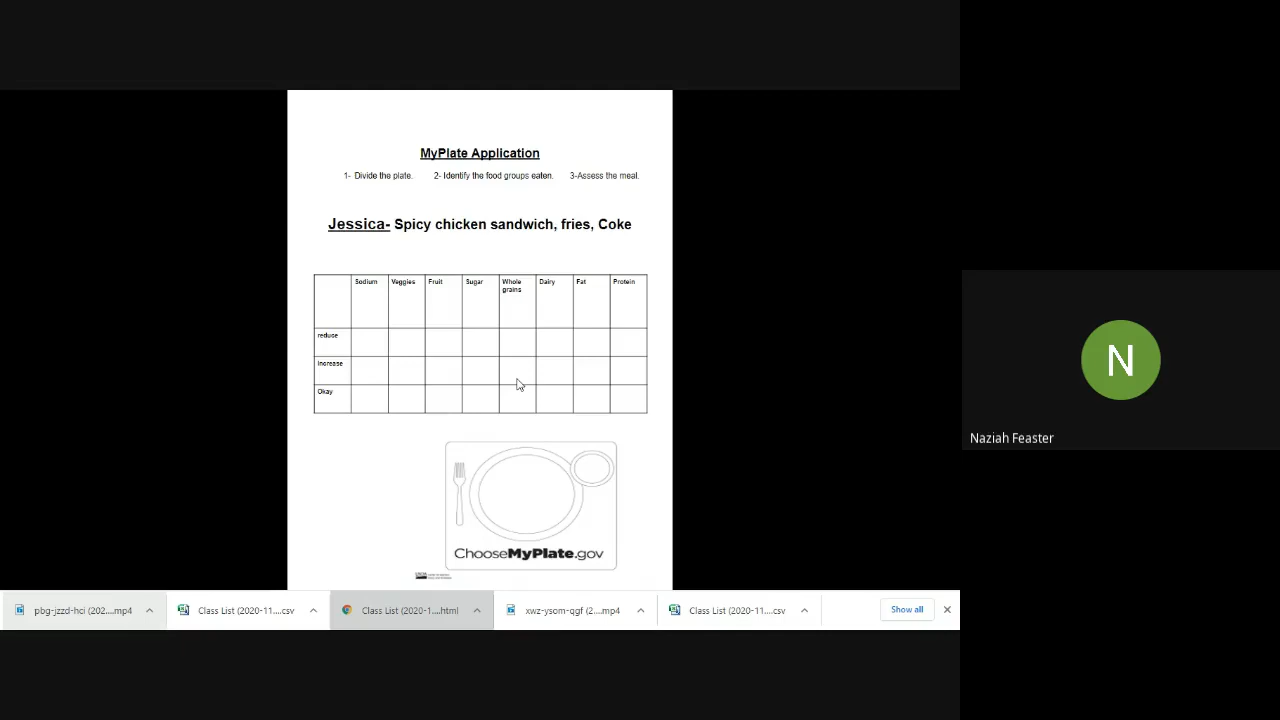 MyPlate Application
1- Divide the plate. 2- Identify the food groups eaten. 3-Assess the meal.
Jessica- Spicy chicken sandwich, fries, Coke
Sodium Veggies Fruit Sugar Whole grains Dairy Fat Protein
reduce
increase
Okay
ChooseMyPlate.gov
N
Naziah Feaster
pbg-jzzd-hci (202....mp4
Class List (2020-11....csv
Class List (2020-1....html
xwz-ysom-qgf (2....mp4
Class List (2020-11....csv
Show all